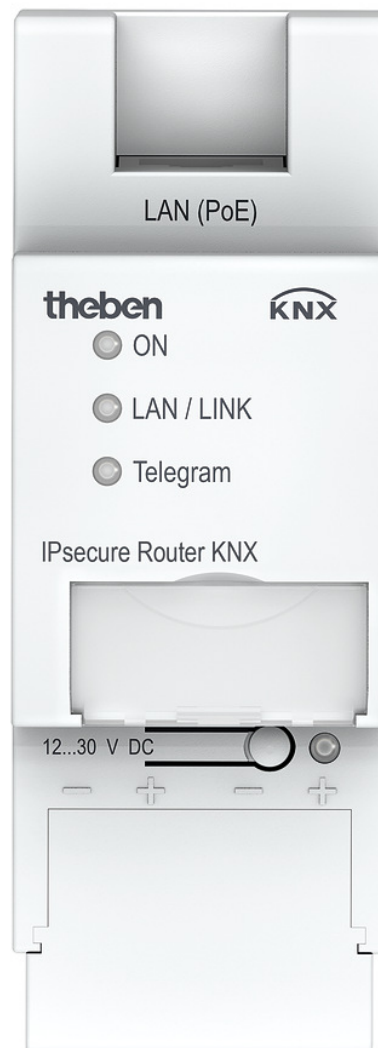 LAN (PoE)
theben KNX
ON
LAN / LINK
Telegram
IPsecure Router KNX
12...30 V DC
− + − +